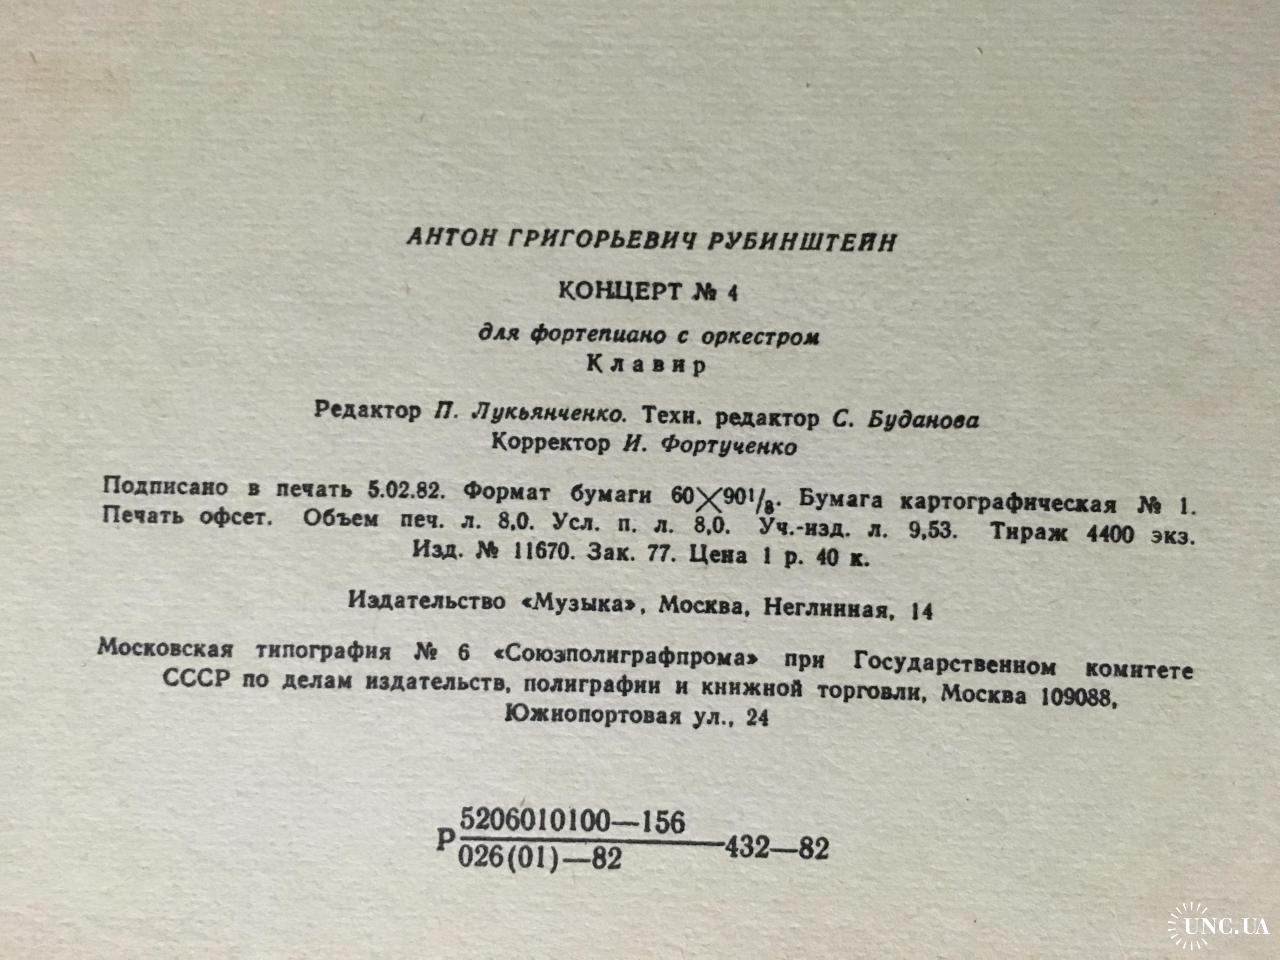 АНТОН ГРИГОРЬЕВИЧ РУБИНШТЕЙН
КОНЦЕРТ № 4
для фортепиано с оркестром
Клавир
Редактор П. Лукьянченко. Техн. редактор С. Буданова
Корректор И. Фортученко
Подписано в печать 5.02.82. Формат бумаги 60×90 1/8. Бумага картографическая № 1.
Печать офсет. Объем печ. л. 8,0. Усл. п. л. 8,0. Уч.-изд. л. 9,53. Тираж 4400 экз.
Изд. № 11670. Зак. 77. Цена 1 р. 40 к.
Издательство «Музыка», Москва, Неглинная, 14
Московская типография № 6 «Союзполиграфпрома» при Государственном комитете
СССР по делам издательств, полиграфии и книжной торговли, Москва 109088,
Южнопортовая ул., 24
Р 5206010100—156
026(01)—82 —432—82
UNC.UA